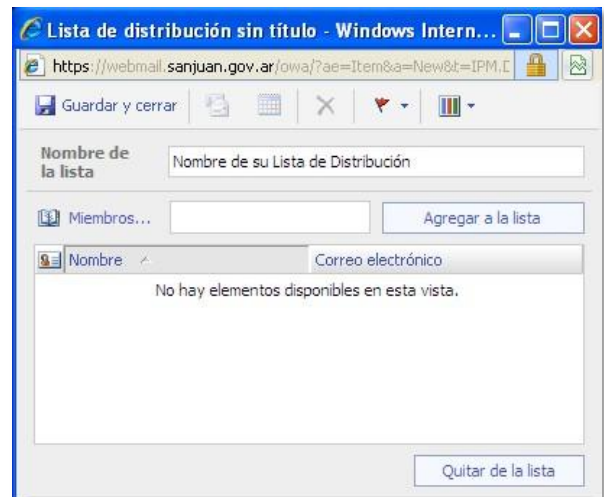 Lista de distribución sin título - Windows Intern...
https://webmail.sanjuan.gov.ar/owa/?ae=Item&a=New&t=IPM.D
Guardar y cerrar
Nombre de
la lista
Nombre de su Lista de Distribución
Miembros...
Agregar a la lista
Nombre
Correo electrónico
No hay elementos disponibles en esta vista.
Quitar de la lista